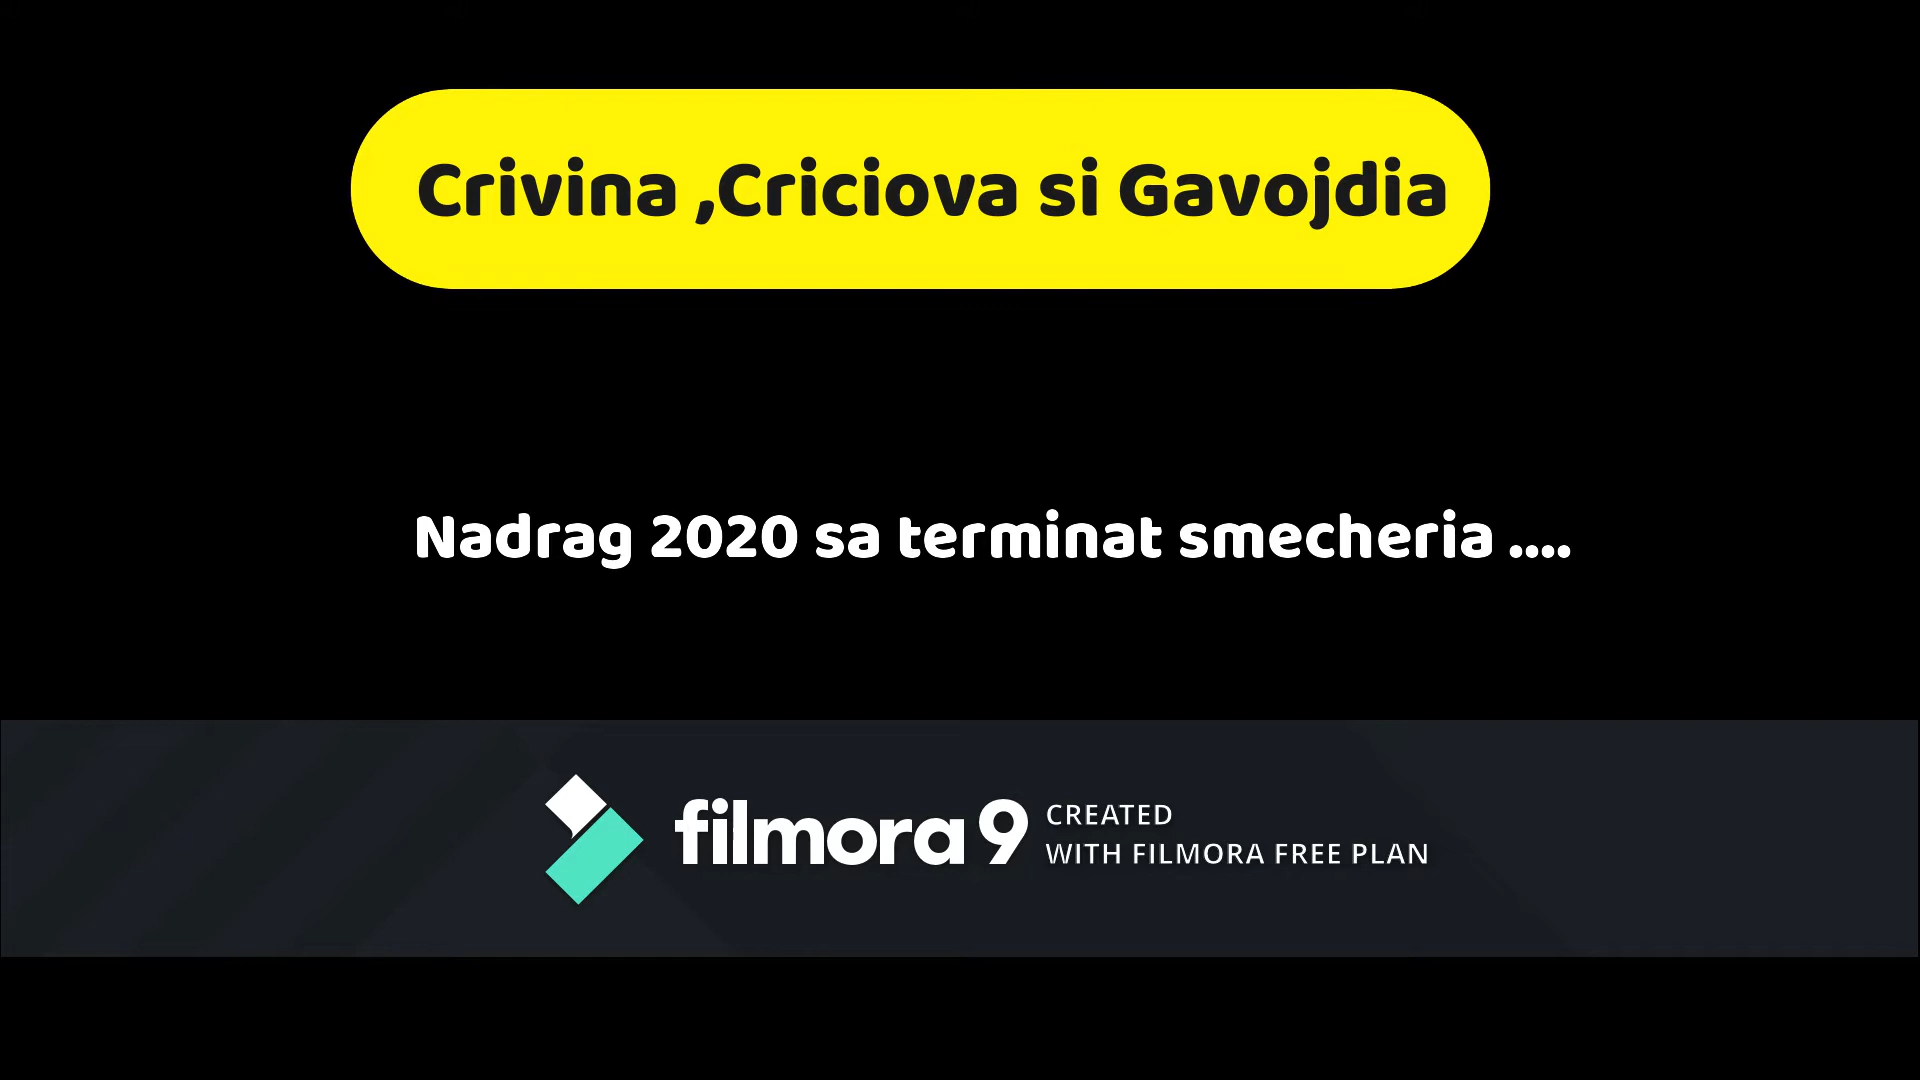 Crivina ,Criciova si Gavojdia
Nadrag 2020 sa terminat smecheria ....
filmora 9 CREATED
WITH FILMORA FREE PLAN